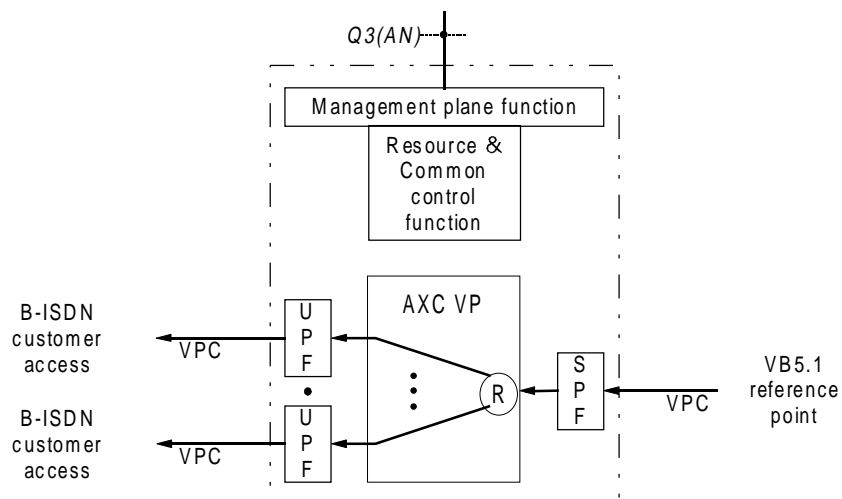 Q3(AN)
Management plane function
Resource &
Common
control
function
AXC VP
B-ISDN
customer
access
VPC
U
P
F
R
S
P
F
VPC
VB5.1
reference
point
B-ISDN
customer
access
VPC
U
P
F